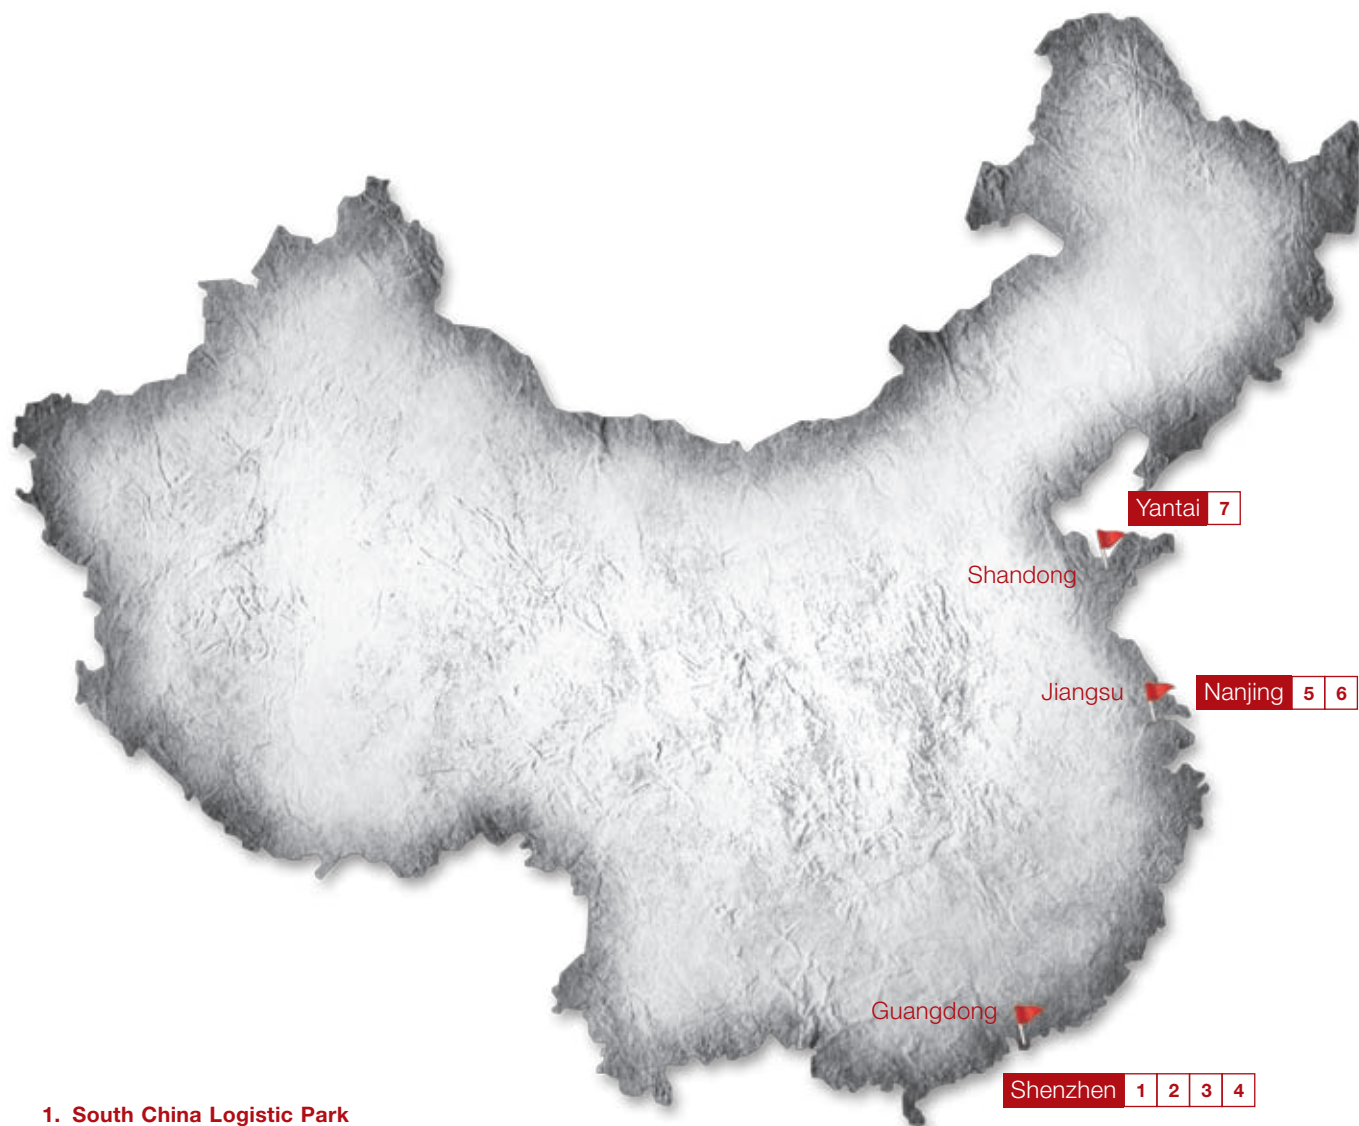 Yantai 7
Shandong
Jiangsu
Nanjing 5 6
Guangdong
Shenzhen 1 2 3 4
1. South China Logistic Park